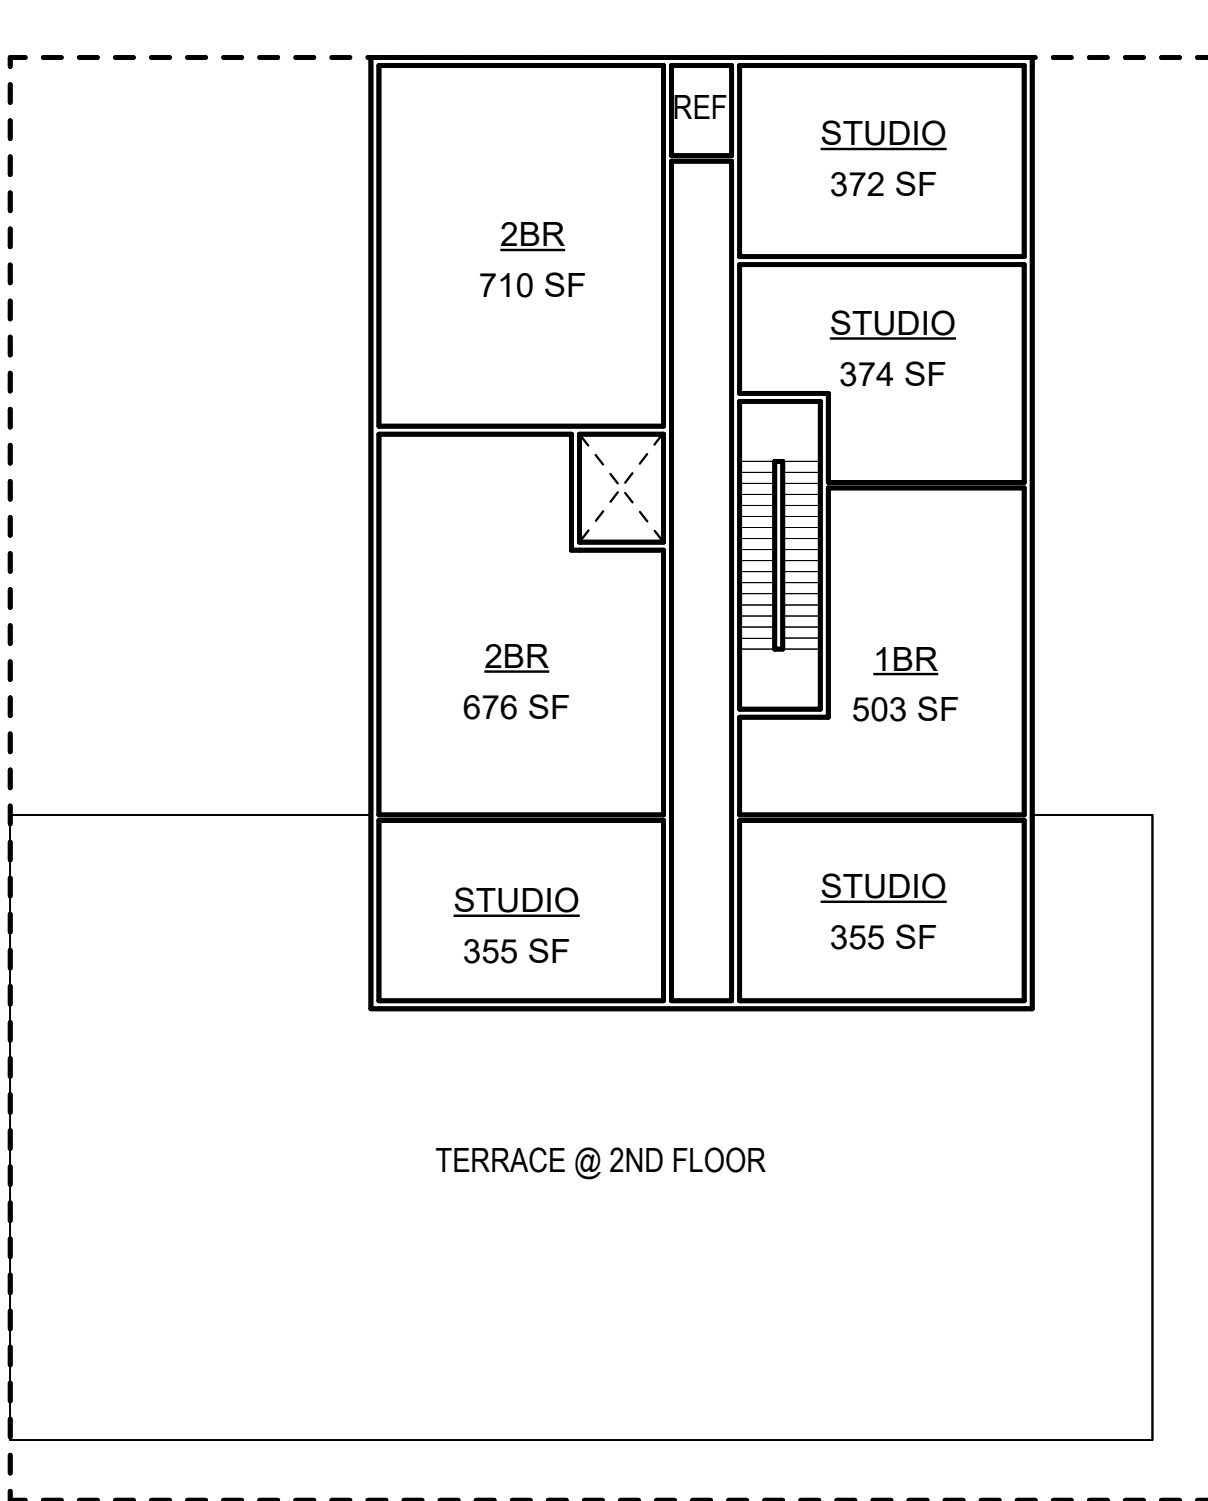 REF
STUDIO
372 SF
2BR
710 SF
STUDIO
374 SF
2BR
676 SF
1BR
503 SF
STUDIO
355 SF
STUDIO
355 SF
TERRACE @ 2ND FLOOR